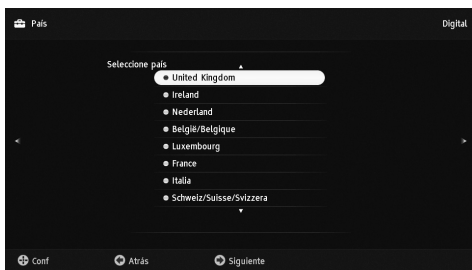 País
Digital
Seleccione país
United Kingdom
Ireland
Nederland
België/Belgique
Luxembourg
France
Italia
Schweiz/Suisse/Svizzera
Conf
Atrás
Siguiente